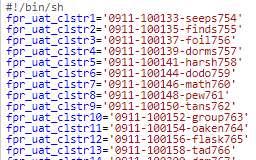 #!/bin/sh
fpr_uat_clstr1='0911-100133-seeps754'
fpr_uat_clstr2='0911-100135-finds755'
fpr_uat_clstr3='0911-100137-foil756'
fpr_uat_clstr4='0911-100139-dorms757'
fpr_uat_clstr5='0911-100141-harsh758'
fpr_uat_clstr6='0911-100144-dodo759'
fpr_uat_clstr7='0911-100146-math760'
fpr_uat_clstr8='0911-100148-pew761'
fpr_uat_clstr9='0911-100150-tans762'
fpr_uat_clstr10='0911-100152-group763'
fpr_uat_clstr11='0911-100154-oaken764'
fpr_uat_clstr12='0911-100156-flask765'
fpr_uat_clstr13='0911-100158-tad766'